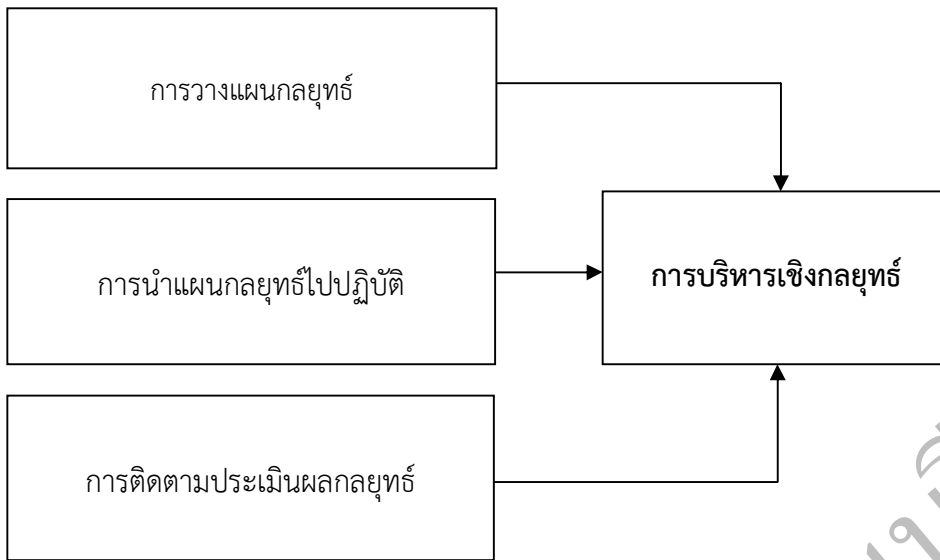 การวางแผนกลยุทธ์
การนำแผนกลยุทธ์ไปปฏิบัติ
การบริหารเชิงกลยุทธ์
การติดตามประเมินผลกลยุทธ์